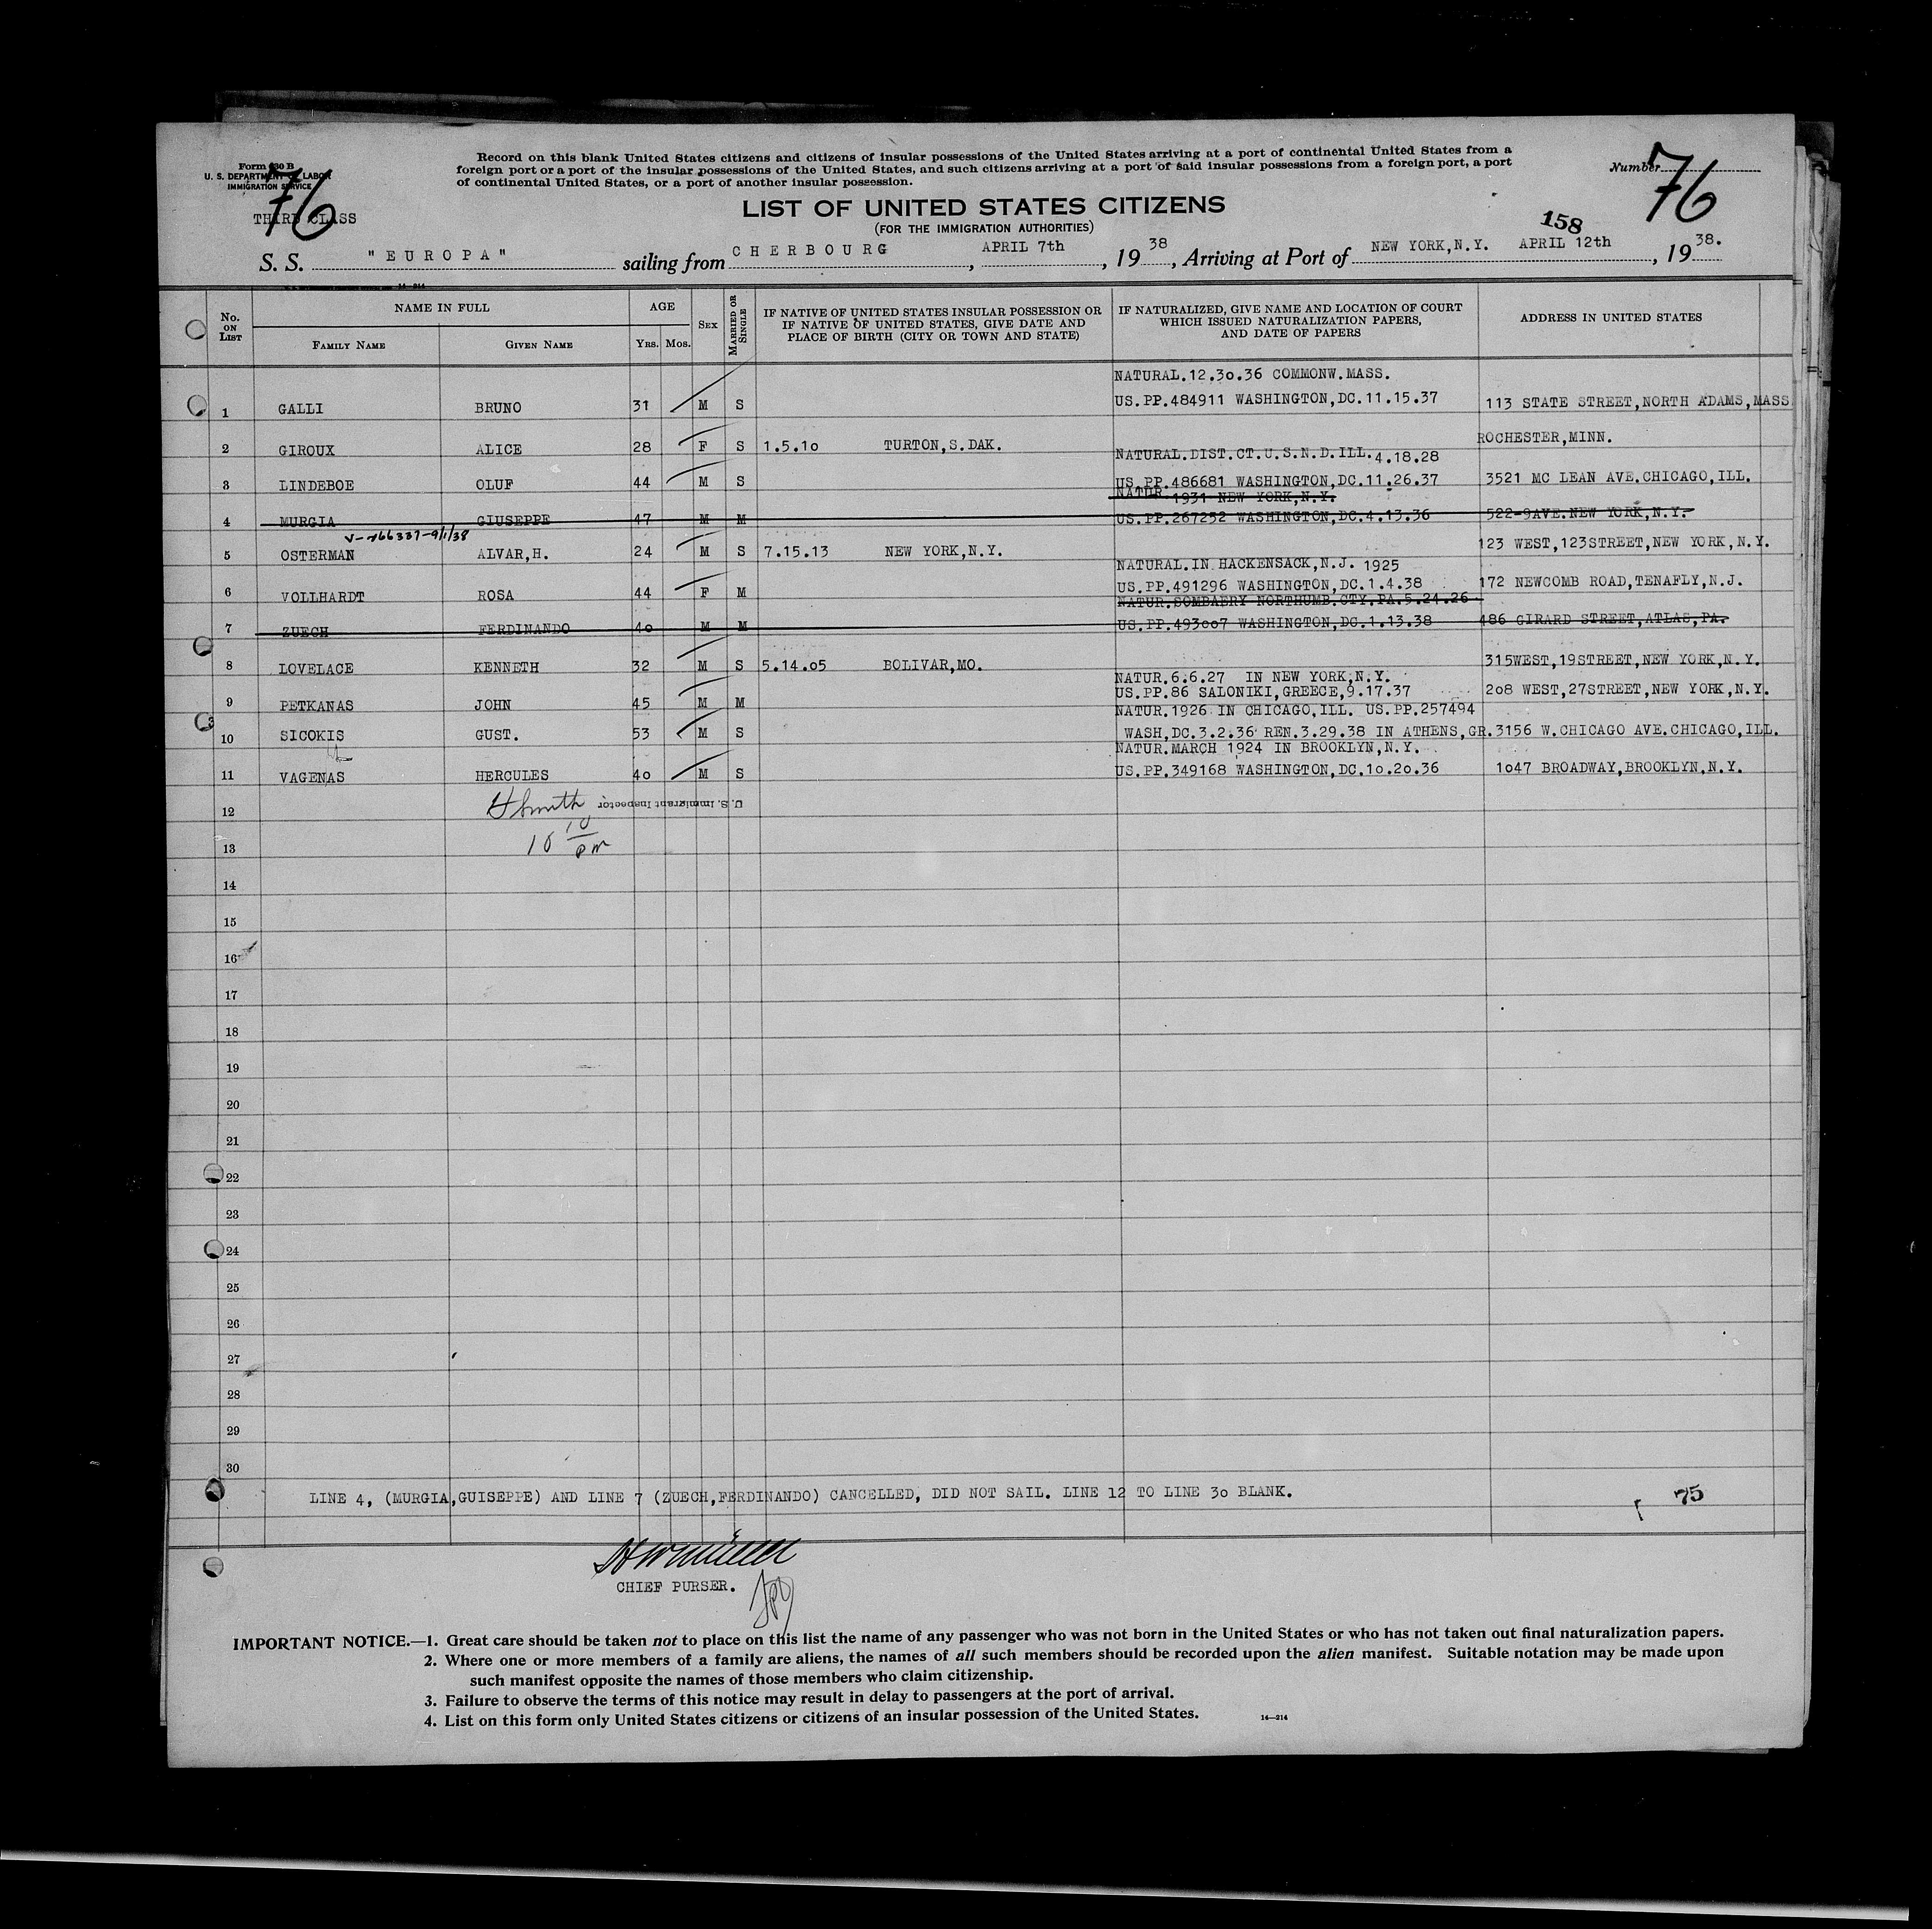 Form 630 B
U. S. DEPARTMENT OF LABOR
IMMIGRATION SERVICE
76
THIRD CLASS
Record on this blank United States citizens and citizens of insular possessions of the United States arriving at a port of continental United States from a
foreign port or a port of the insular possessions of the United States, and such citizens arriving at a port of said insular possessions from a foreign port, a port
of continental United States, or a port of another insular possession.
Number 76
LIST OF UNITED STATES CITIZENS
(FOR THE IMMIGRATION AUTHORITIES)
158
S. S. "EUROPA" sailing from CHERBOURG, APRIL 7th, 1938, Arriving at Port of NEW YORK,N.Y. APRIL 12th, 1938.
No. ON LIST NAME IN FULL FAMILY NAME GIVEN NAME AGE YRS. MOS. SEX MARRIED OR SINGLE IF NATIVE OF UNITED STATES INSULAR POSSESSION OR IF NATIVE OF UNITED STATES, GIVE DATE AND PLACE OF BIRTH (CITY OR TOWN AND STATE) IF NATURALIZED, GIVE NAME AND LOCATION OF COURT WHICH ISSUED NATURALIZATION PAPERS, AND DATE OF PAPERS ADDRESS IN UNITED STATES
NATURAL.12.30.36 COMMONW.MASS.
1 GALLI BRUNO 31 M S US.PP.484911 WASHINGTON,DC.11.15.37 113 STATE STREET,NORTH ADAMS,MASS
2 GIROUX ALICE 28 F S 1.5.10 TURTON,S.DAK. ROCHESTER,MINN.
NATURAL.DIST.CT.U.S.N.D.ILL.4.18.28
3 LINDEBOE OLUF 44 M S US.PP.486681 WASHINGTON,DC.11.26.37 3521 MC LEAN AVE.CHICAGO,ILL.
NATUR. 1931 NEW YORK,N.Y.
4 MURGIA GIUSEPPE 47 M M US.PP.267252 WASHINGTON,DC.4.13.36 522-9AVE.NEW YORK,N.Y.
9/1/38
5 OSTERMAN ALVAR,H. 24 M S 7.15.13 NEW YORK,N.Y. 123 WEST,123STREET,NEW YORK,N.Y.
NATURAL.IN HACKENSACK,N.J. 1925
6 VOLLHARDT ROSA 44 F M US.PP.491296 WASHINGTON,DC.1.4.38 172 NEWCOMB ROAD,TENAFLY,N.J.
NATUR.SOMBAERY NORTHUMB.CTY.PA.5.24.26
7 ZUECH FERDINANDO 40 M M US.PP.493007 WASHINGTON,DC.1.13.38 486 GIRARD STREET,ATLAS,PA.
8 LOVELACE KENNETH 32 M S 5.14.05 BOLIVAR,MO. 315WEST,19STREET,NEW YORK,N.Y.
NATUR.6.6.27 IN NEW YORK,N.Y.
9 PETKANAS JOHN 45 M M US.PP.86 SALONIKI,GREECE,9.17.37 208 WEST,27STREET,NEW YORK,N.Y.
NATUR.1926 IN CHICAGO,ILL. US.PP.257494
10 SICOKIS GUST. 53 M S WASH,DC.3.2.36 REN.3.29.38 IN ATHENS,GR. 3156 W.CHICAGO AVE.CHICAGO,ILL.
NATUR.MARCH 1924 IN BROOKLYN,N.Y.
11 VAGENAS HERCULES 40 M S US.PP.349168 WASHINGTON,DC.10.20.36 1047 BROADWAY,BROOKLYN,N.Y.
12 Smith U. S. Immigrant Inspector
13 10 10 pm
14
15
16
17
18
19
20
21
22
23
24
25
26
27
28
29
30
LINE 4, (MURGIA,GUISEPPE) AND LINE 7 (ZUECH,FERDINANDO) CANCELLED, DID NOT SAIL. LINE 12 TO LINE 30 BLANK.
75
CHIEF PURSER.
IMPORTANT NOTICE.—1. Great care should be taken not to place on this list the name of any passenger who was not born in the United States or who has not taken out final naturalization papers.
2. Where one or more members of a family are aliens, the names of all such members should be recorded upon the alien manifest. Suitable notation may be made upon
such manifest opposite the names of those members who claim citizenship.
3. Failure to observe the terms of this notice may result in delay to passengers at the port of arrival.
4. List on this form only United States citizens or citizens of an insular possession of the United States.
14—214